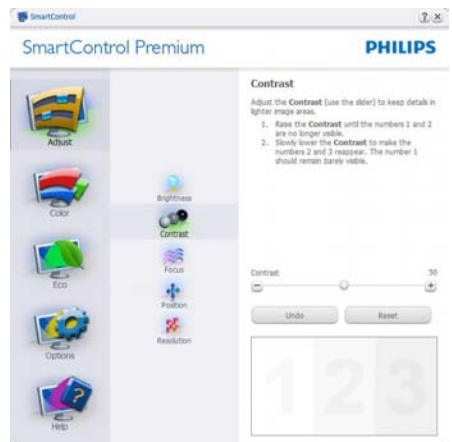 SmartControl
SmartControl Premium
PHILIPS
Adjust
Color
Eco
Options
Help
Brightness
Contrast
Focus
Position
Resolution
Contrast
Adjust the Contrast (use the slider) to keep details in
lighter image areas.
1. Raise the Contrast until the numbers 1 and 2
are no longer visible.
2. Slowly lower the Contrast to make the
numbers 2 and 3 reappear. The number 1
should remain barely visible.
Contrast 50
Undo Reset
1 2 3